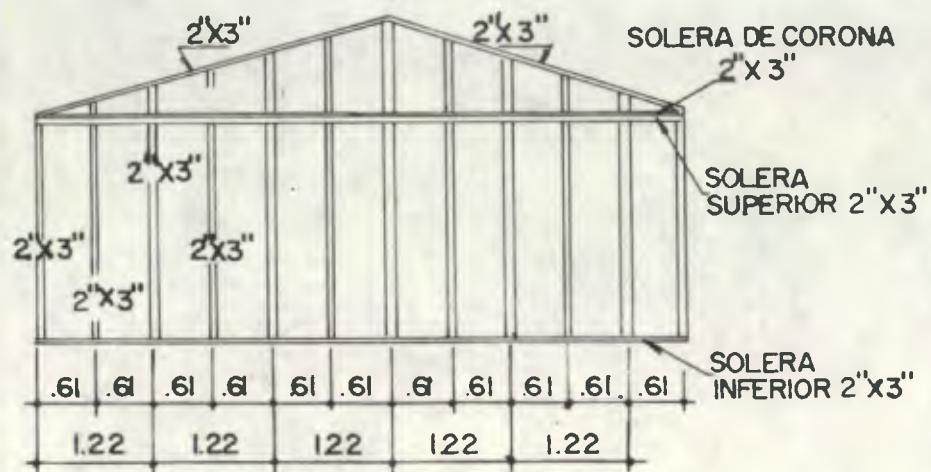 2"X3"
2"X3"
SOLERA DE CORONA
2"X 3"
2"X3"
SOLERA
SUPERIOR 2"X3"
2"X3"
2"X3"
2"X3"
SOLERA
INFERIOR 2"X3"
.61 .61 .61 .61 .61 .61 .61 .61 .61 .61 .61
1.22 1.22 1.22 1.22 1.22